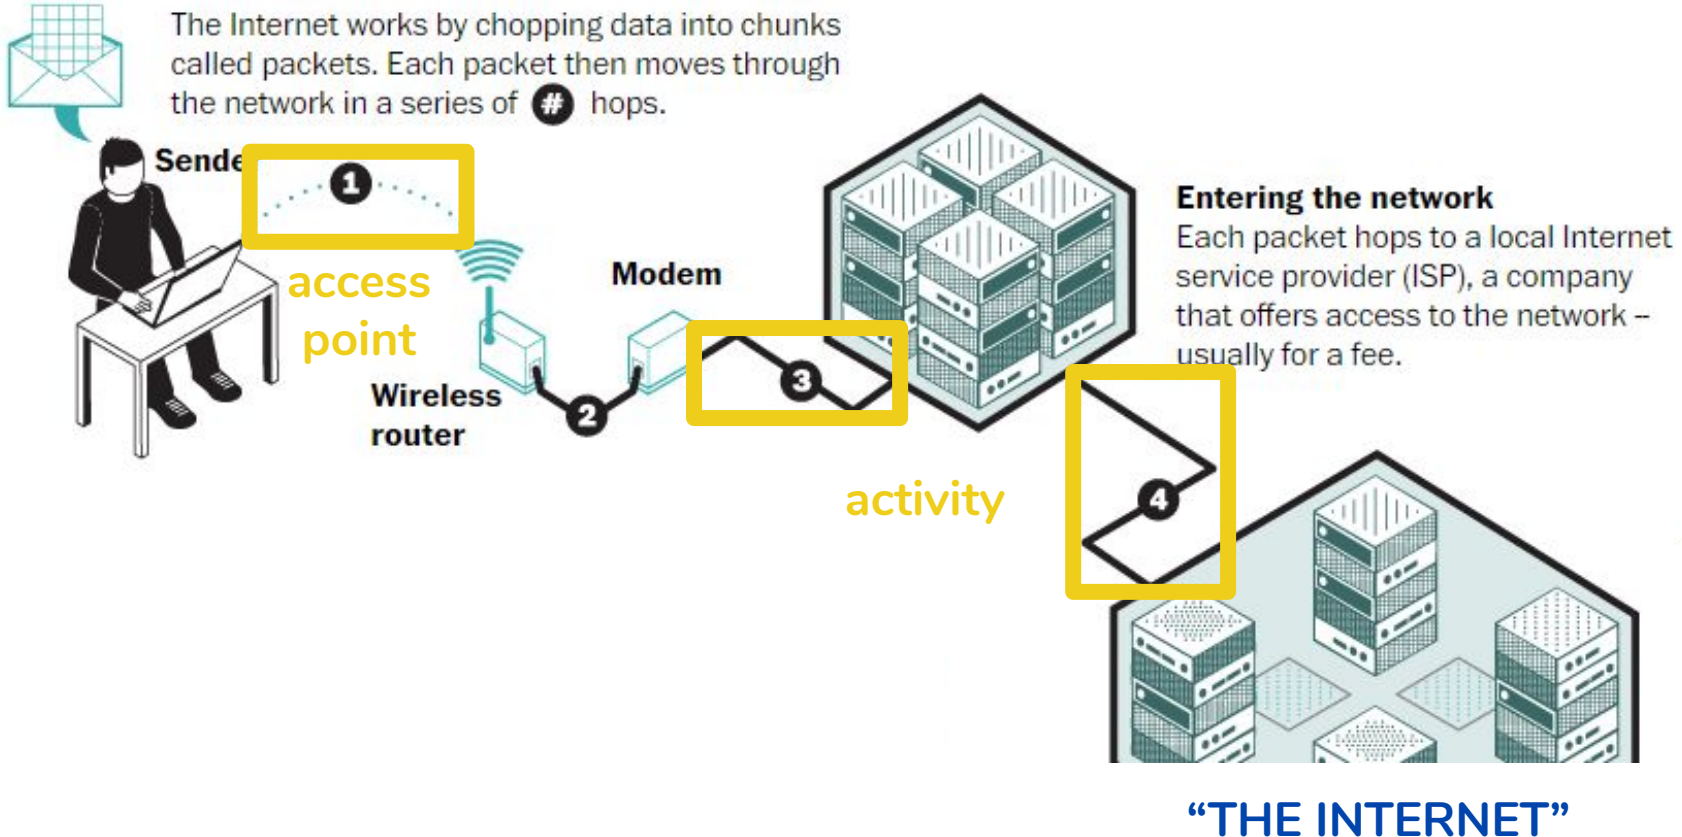 The Internet works by chopping data into chunks
called packets. Each packet then moves through
the network in a series of # hops.
Sende
1
access
point
Modem
Wireless
router
2
3
Entering the network
Each packet hops to a local Internet
service provider (ISP), a company
that offers access to the network –
usually for a fee.
activity
4
“THE INTERNET”